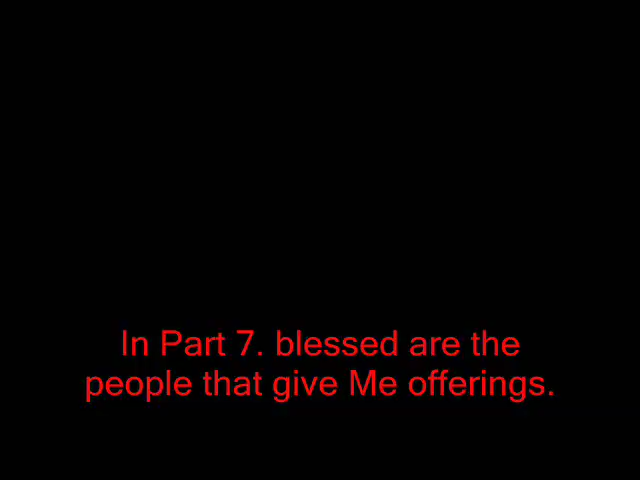 In Part 7. blessed are the
people that give Me offerings.